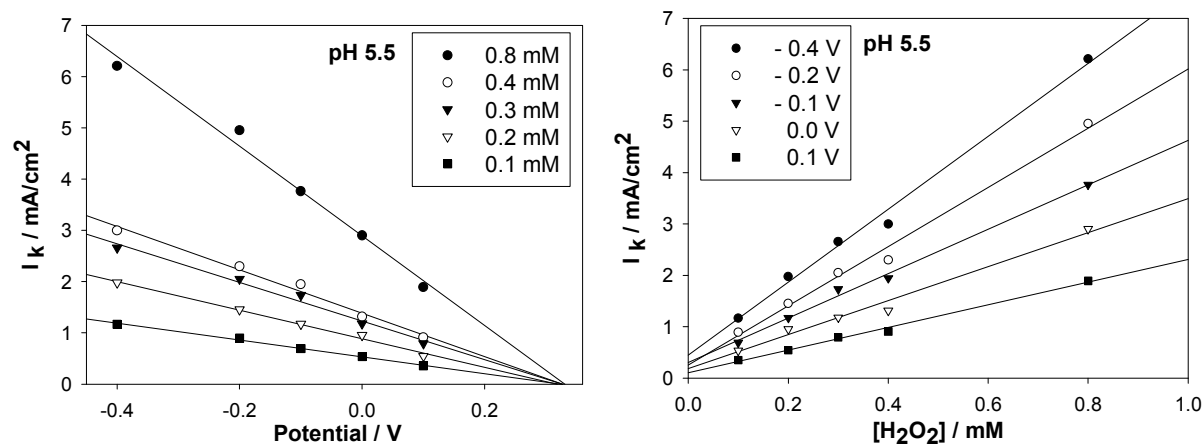 pH 5.5
0.8 mM
0.4 mM
0.3 mM
0.2 mM
0.1 mM
7
6
5
4
3
2
1
0
I k / mA/cm²
-0.4
-0.2
0.0
0.2
Potential / V
pH 5.5
- 0.4 V
- 0.2 V
- 0.1 V
0.0 V
0.1 V
7
6
5
4
3
2
1
0
I k / mA/cm²
0.0
0.2
0.4
0.6
0.8
1.0
[H₂O₂] / mM